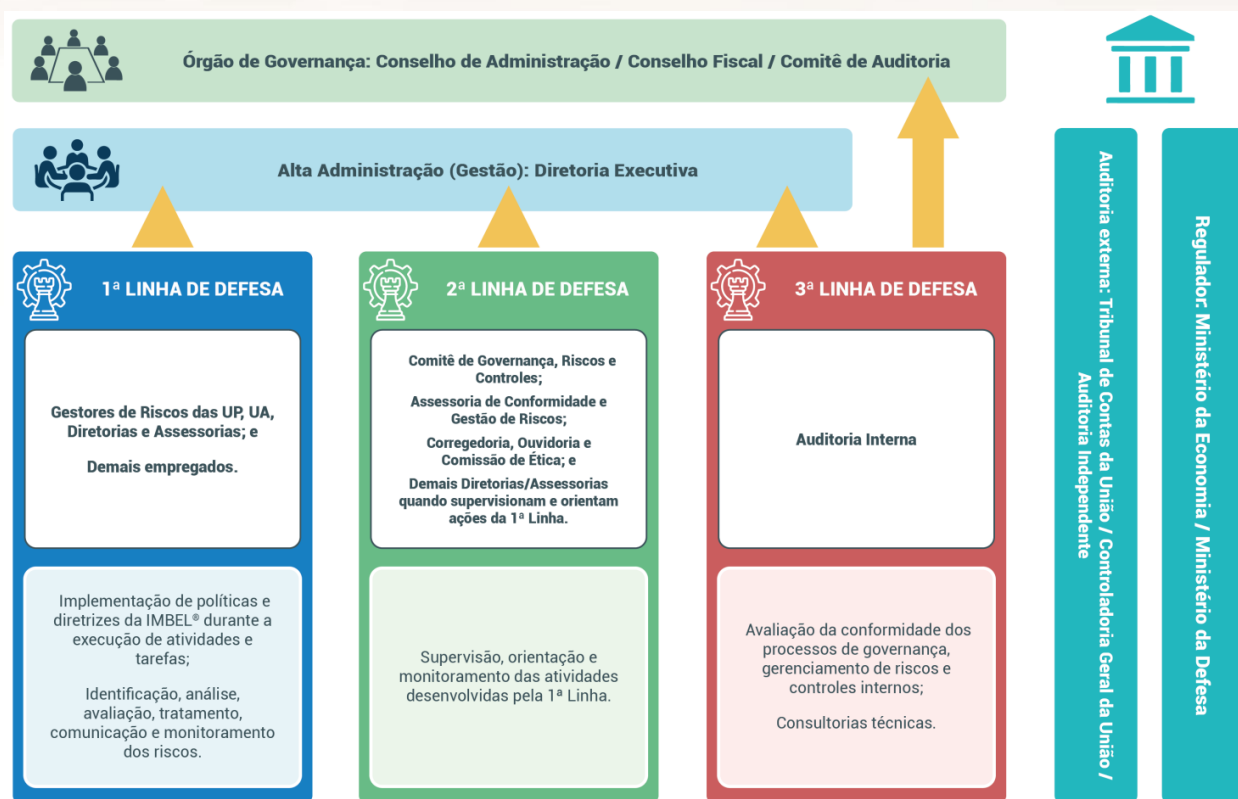 Órgão de Governança: Conselho de Administração / Conselho Fiscal / Comitê de Auditoria
Alta Administração (Gestão): Diretoria Executiva
1ª LINHA DE DEFESA
Gestores de Riscos das UP, UA,
Diretorias e Assessorias; e
Demais empregados.
Implementação de políticas e
diretrizes da IMBEL® durante a
execução de atividades e
tarefas;
Identificação, análise,
avaliação, tratamento,
comunicação e monitoramento
dos riscos.
2ª LINHA DE DEFESA
Comitê de Governança, Riscos e
Controles;
Assessoria de Conformidade e
Gestão de Riscos;
Corregedoria, Ouvidoria e
Comissão de Ética; e
Demais Diretorias/Assessorias
quando supervisionam e orientam
ações da 1ª Linha.
Supervisão, orientação e
monitoramento das atividades
desenvolvidas pela 1ª Linha.
3ª LINHA DE DEFESA
Auditoria Interna
Avaliação da conformidade dos
processos de governança,
gerenciamento de riscos e
controles internos;
Consultorias técnicas.
Auditoria externa: Tribunal de Contas da União / Controladoria Geral da União /
Auditoria Independente
Regulador: Ministério da Economia / Ministério da Defesa